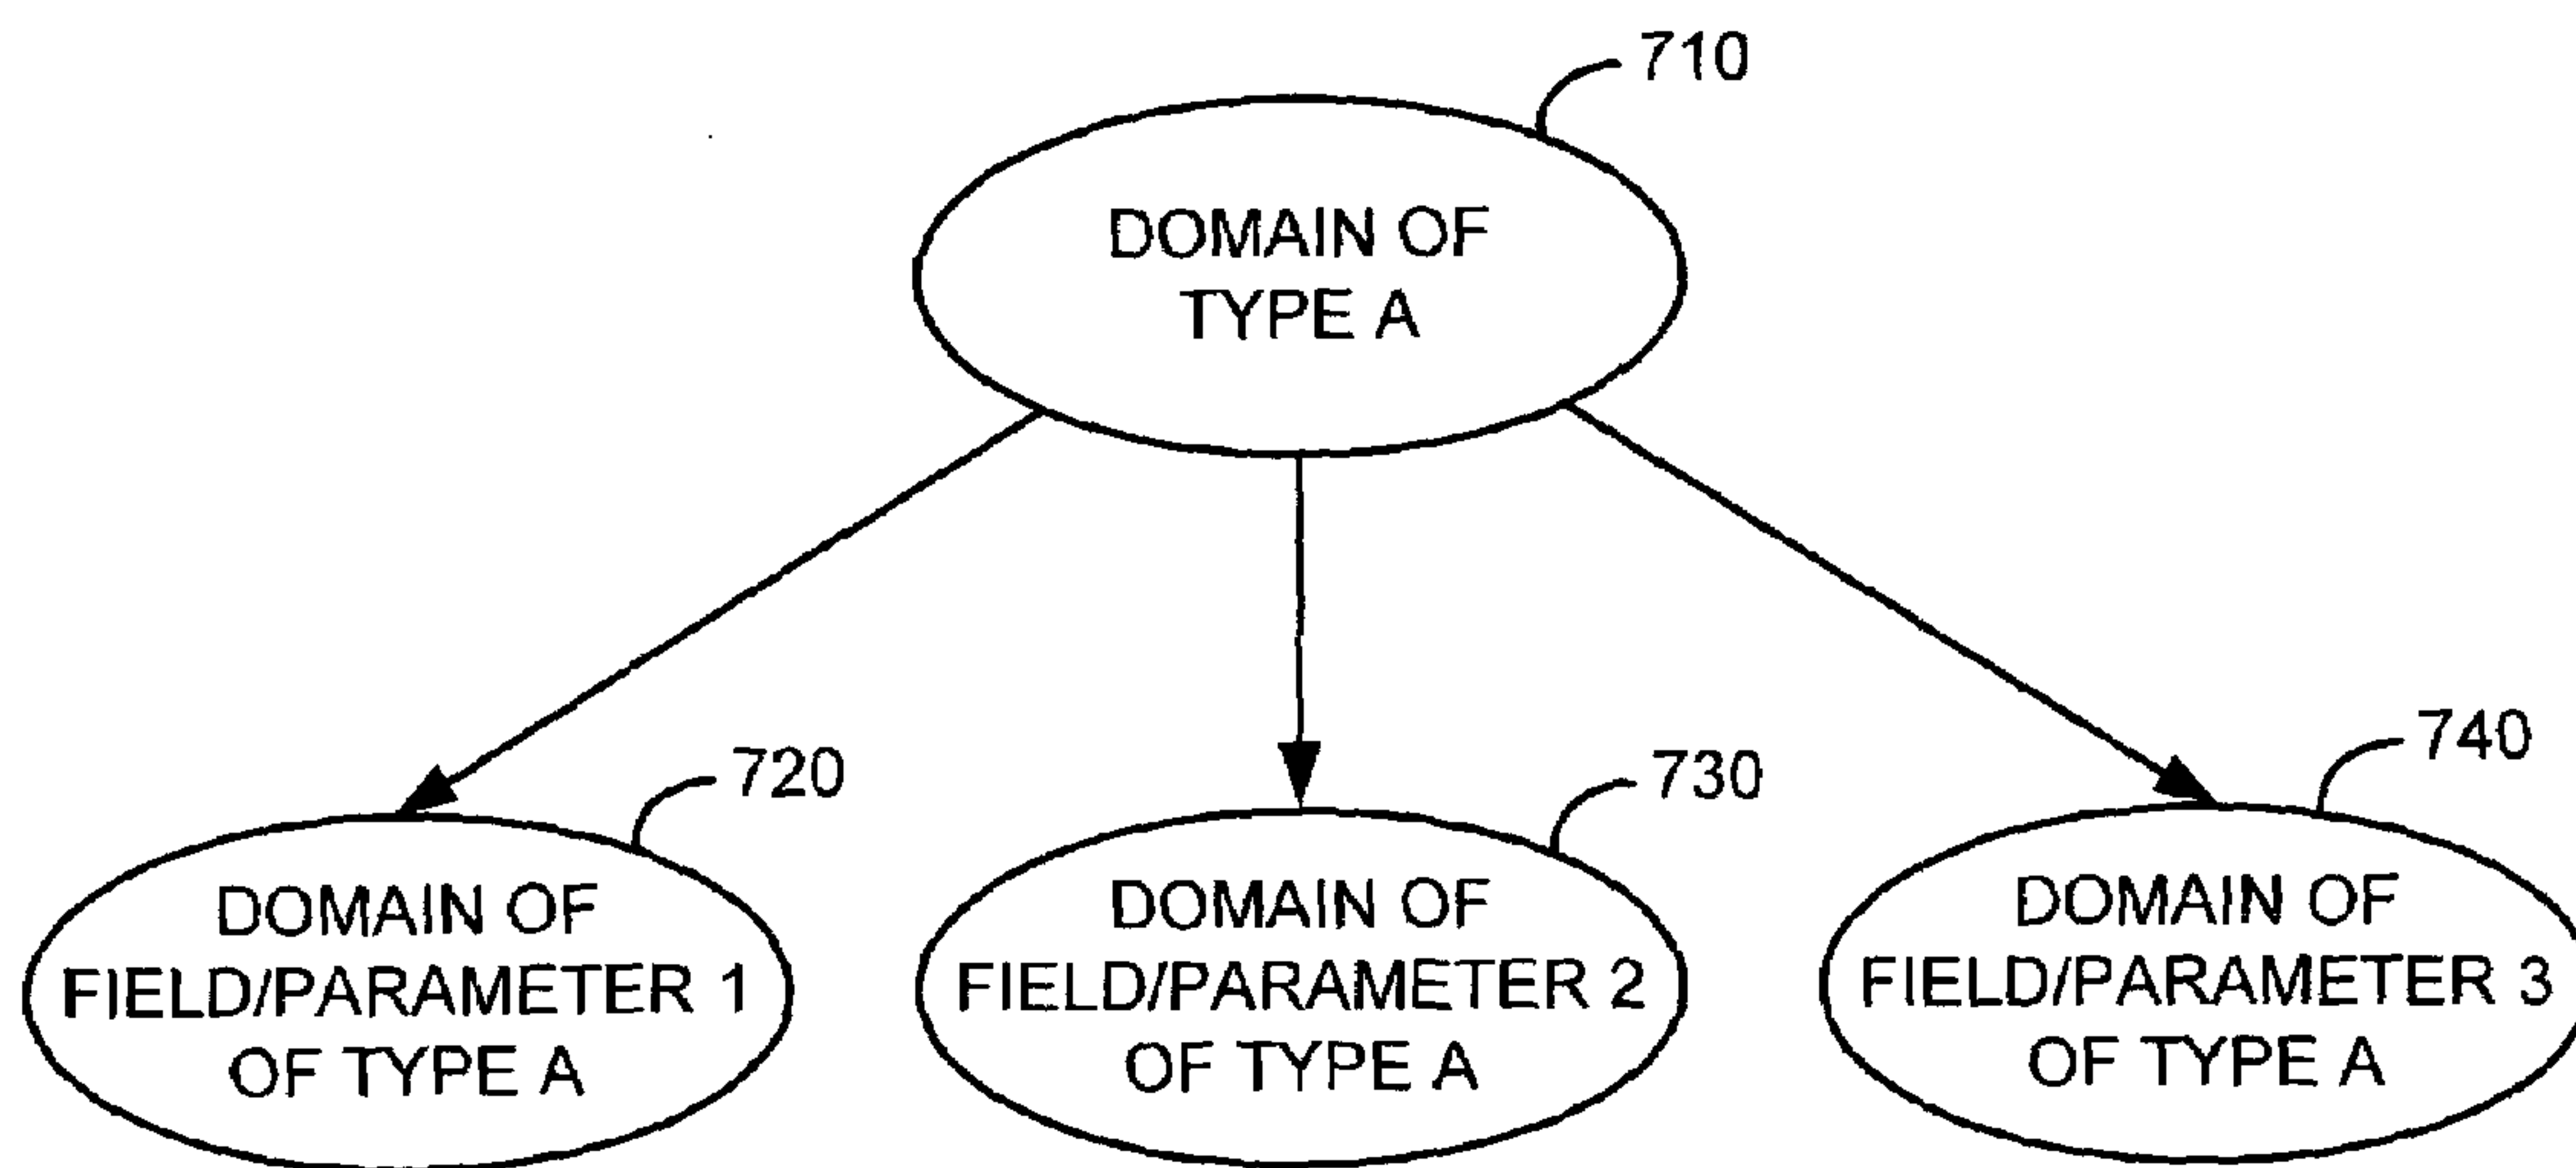 710
DOMAIN OF
TYPE A
720
730
740
DOMAIN OF
FIELD/PARAMETER 1
OF TYPE A
DOMAIN OF
FIELD/PARAMETER 2
OF TYPE A
DOMAIN OF
FIELD/PARAMETER 3
OF TYPE A